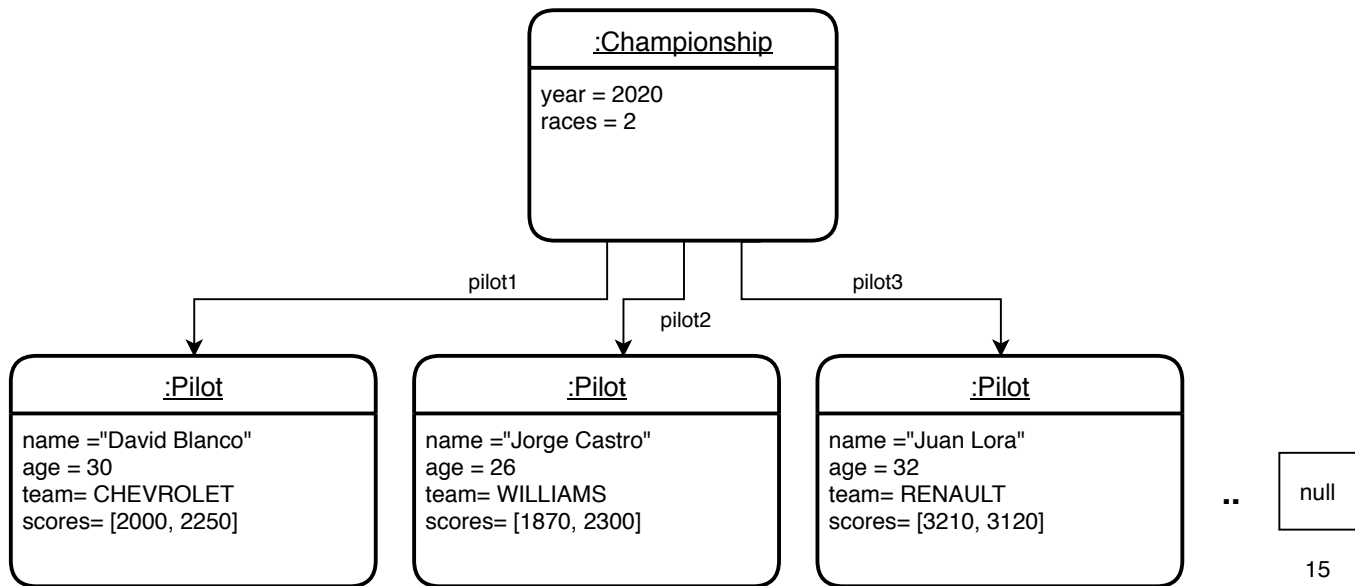 :Championship
year = 2020
races = 2
pilot1
pilot2
pilot3
:Pilot
name ="David Blanco"
age = 30
team= CHEVROLET
scores= [2000, 2250]
:Pilot
name ="Jorge Castro"
age = 26
team= WILLIAMS
scores= [1870, 2300]
:Pilot
name ="Juan Lora"
age = 32
team= RENAULT
scores= [3210, 3120]
..
null
15